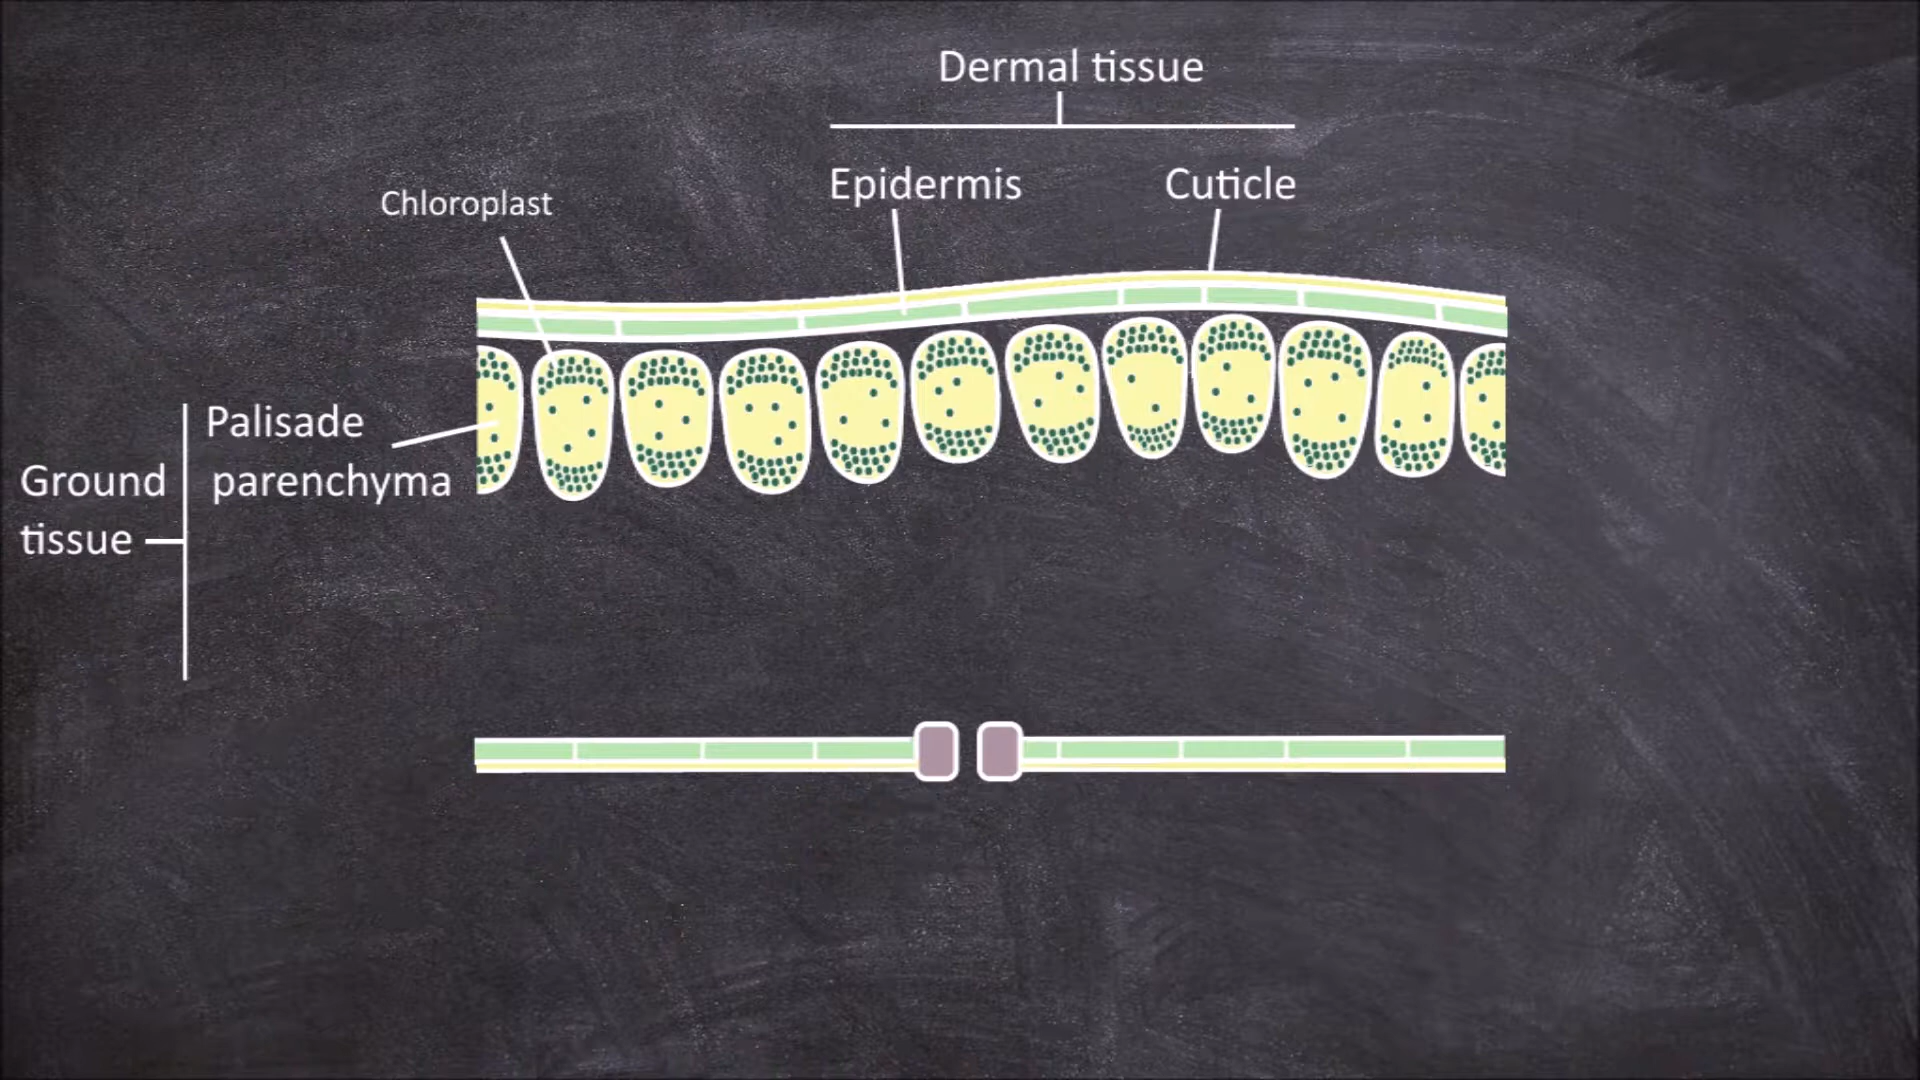 Dermal tissue
Epidermis
Cuticle
Chloroplast
Palisade
parenchyma
Ground
tissue